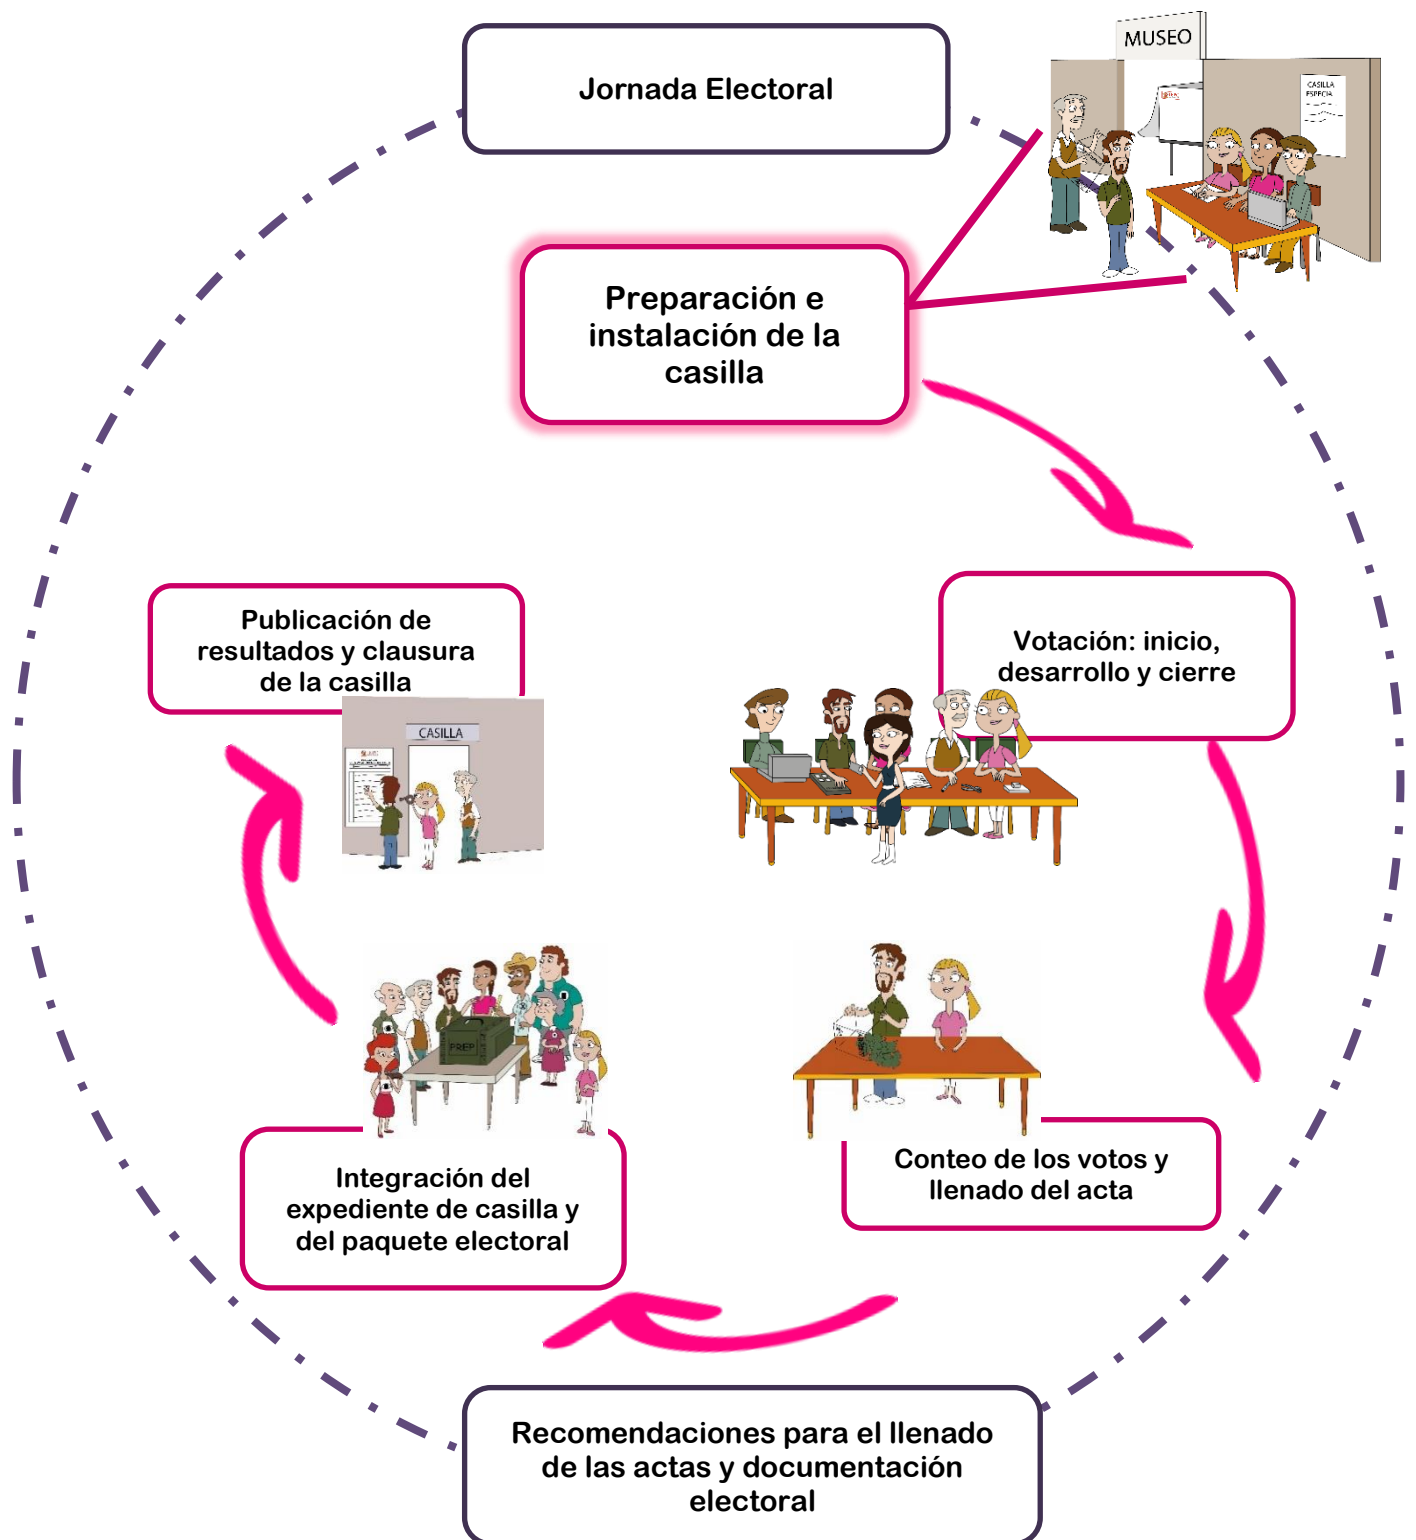 Jornada Electoral
MUSEO
CASILLA
ESPECIA
Preparación e
instalación de la
casilla
Publicación de
resultados y clausura
de la casilla
Votación: inicio,
desarrollo y cierre
CASILLA
PREP
Integración del
expediente de casilla y
del paquete electoral
Conteo de los votos y
llenado del acta
Recomendaciones para el llenado
de las actas y documentación
electoral